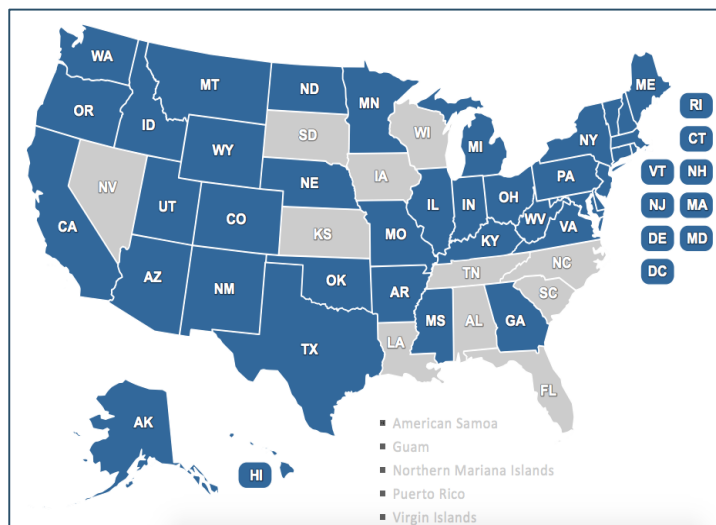 WA
MT
ND
MN
ME
RI
OR
ID
SD
WI
MI
NY
CT
WY
NV
NE
IA
PA
VT
NH
CA
UT
CO
IL
IN
OH
NJ
MA
KS
MO
WV
VA
KY
DE
MD
AZ
NM
OK
AR
TN
NC
DC
SC
TX
MS
AL
GA
LA
FL
AK
HI
American Samoa
Guam
Northern Mariana Islands
Puerto Rico
Virgin Islands